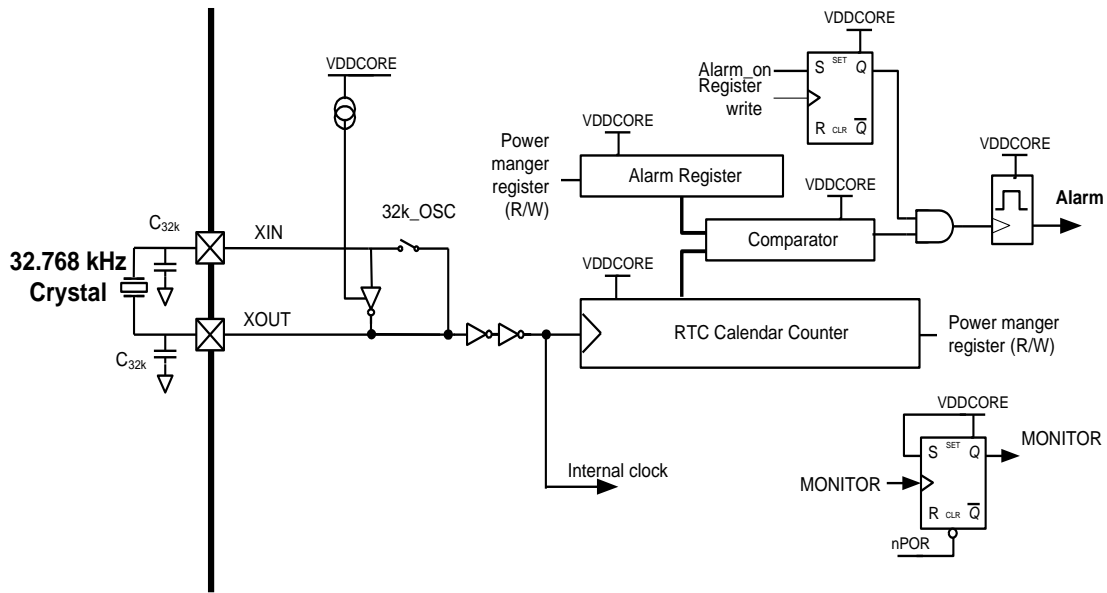 VDDCORE
VDDCORE
Alarm_on
Register
write
S SET Q
R CLR Q
VDDCORE
Power
manger
register
(R/W)
Alarm Register
VDDCORE
VDDCORE
Alarm
32k_OSC
C32k
XIN
Comparator
32.768 kHz
Crystal
VDDCORE
XOUT
RTC Calendar Counter
Power manger
register (R/W)
C32k
VDDCORE
S SET Q
MONITOR
Internal clock
MONITOR
R CLR Q
nPOR